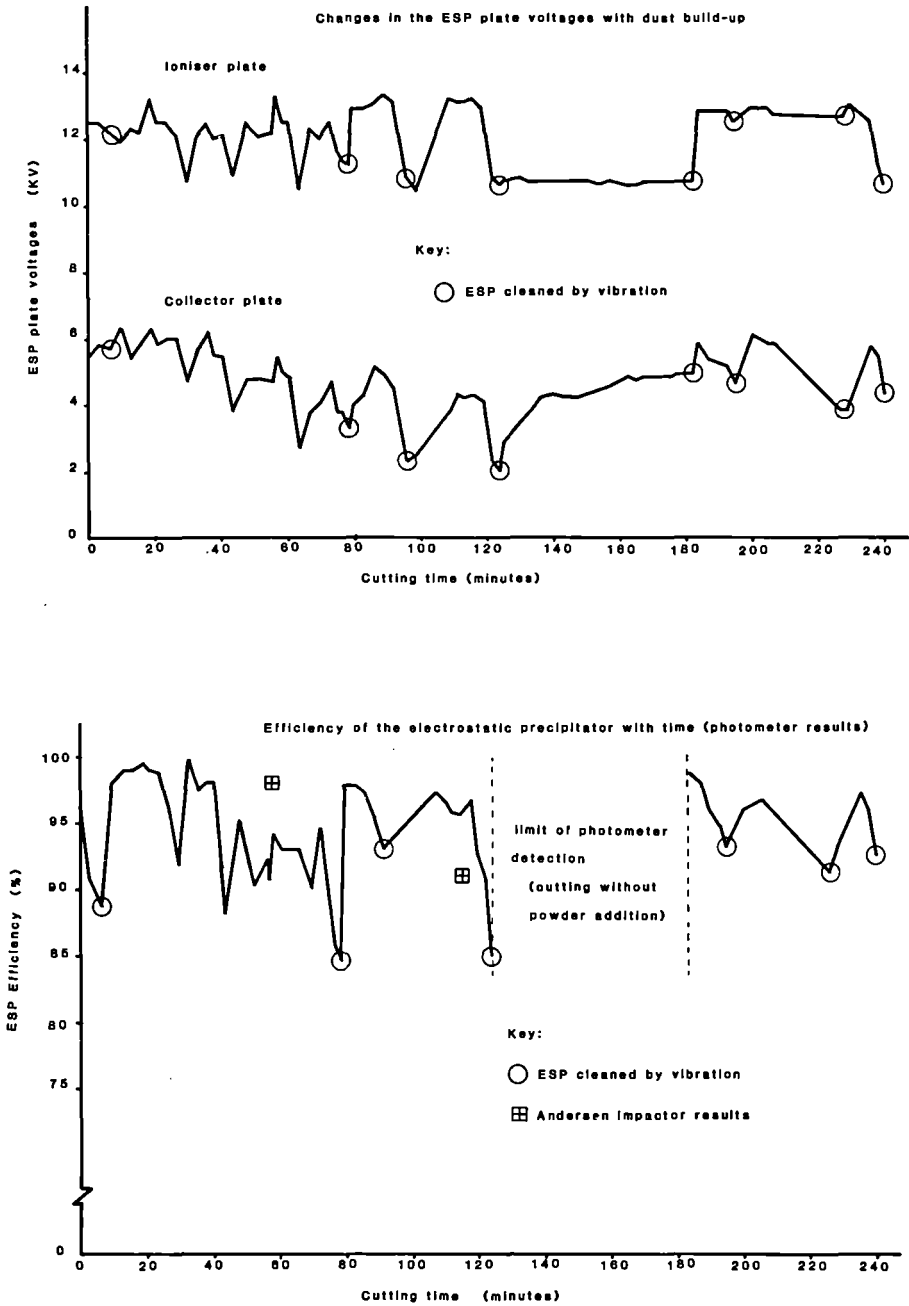 Changes in the ESP plate voltages with dust build-up
Ioniser plate
Key:
ESP cleaned by vibration
Collector plate
ESP plate voltages (KV)
14
12
10
8
6
4
2
0
0 20 .40 60 80 100 120 140 160 180 200 220 240
Cutting time (minutes)
Efficiency of the electrostatic precipitator with time (photometer results)
100
95
90
85
80
75
0
ESP Efficiency (%)
limit of photometer
detection
(cutting without
powder addition)
Key:
ESP cleaned by vibration
Andersen Impactor results
0 20 40 60 80 100 120 140 160 180 200 220 240
Cutting time (minutes)